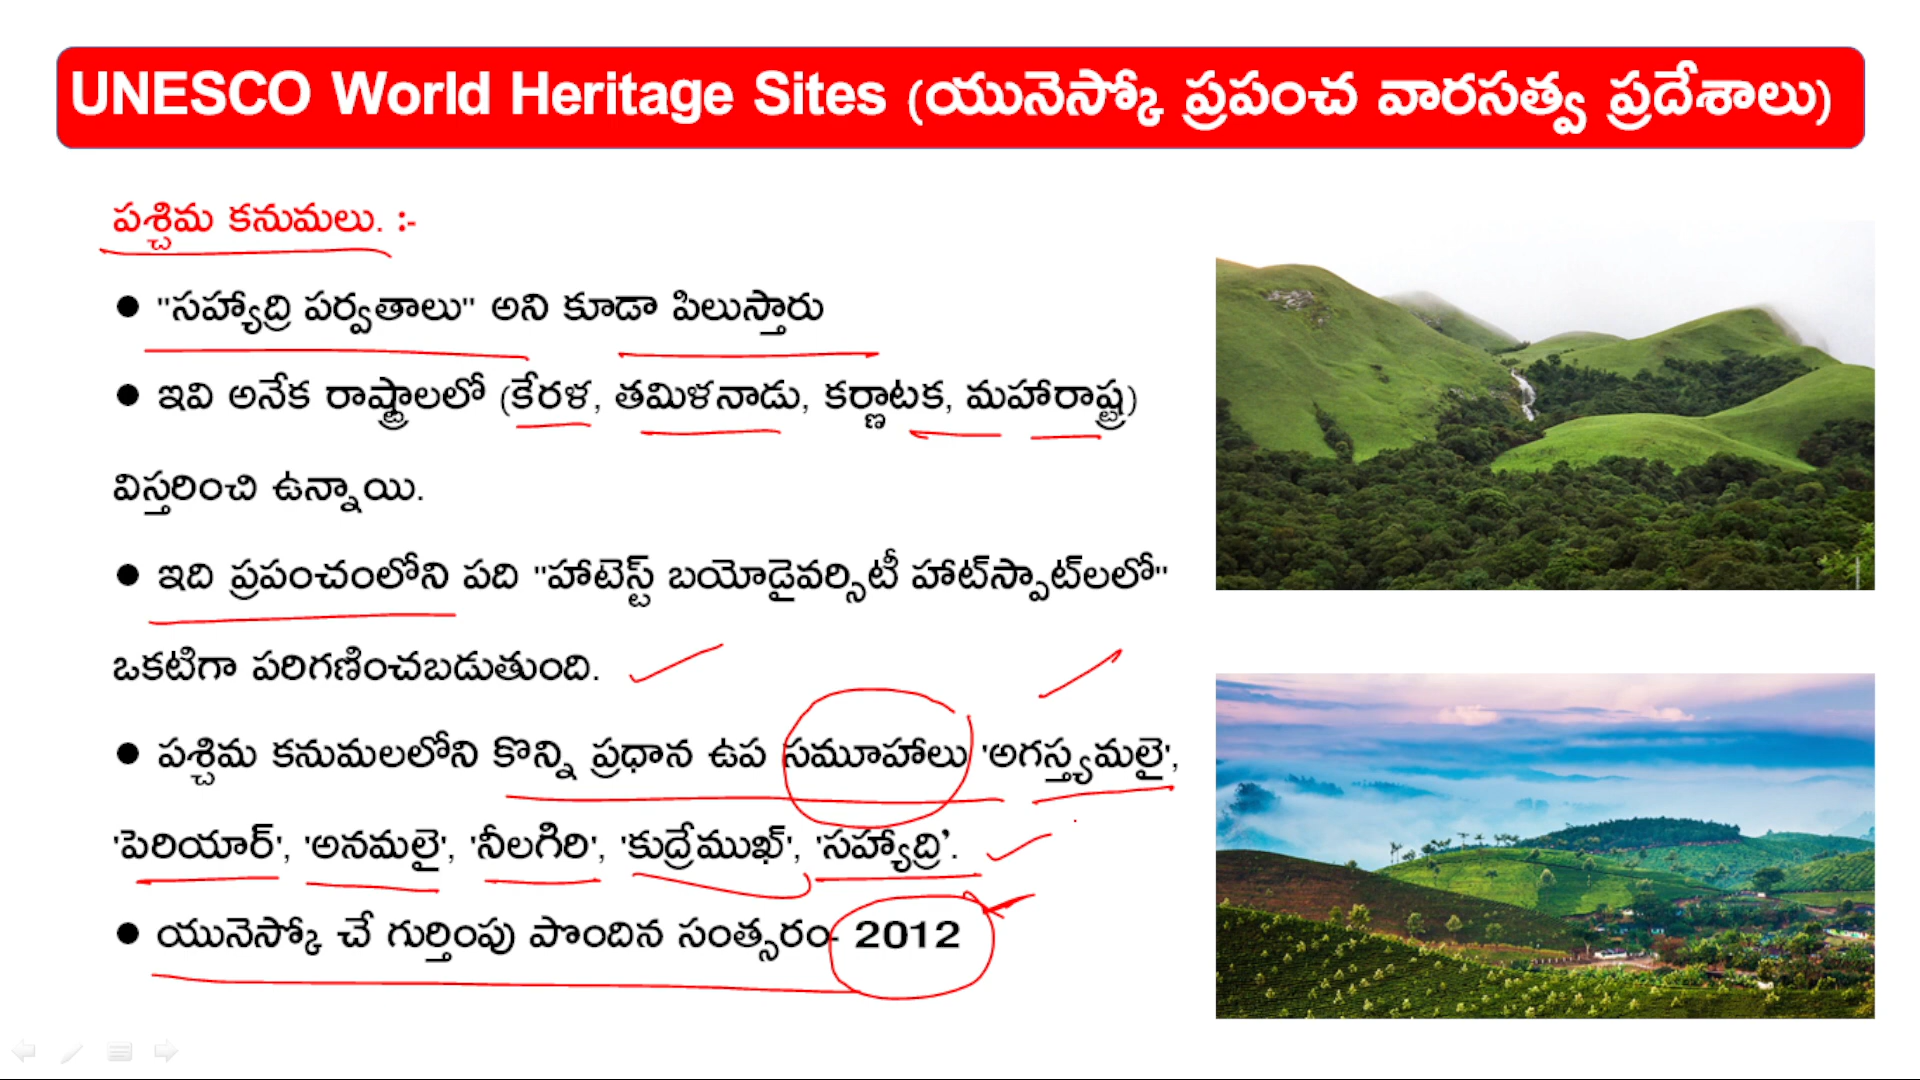 UNESCO World Heritage Sites (యునెస్కో ప్రపంచ వారసత్వ ప్రదేశాలు)
పశ్చిమ కనుమలు. :-
● "సహ్యాద్రి పర్వతాలు" అని కూడా పిలుస్తారు
● ఇవి అనేక రాష్ట్రాలలో (కేరళ, తమిళనాడు, కర్ణాటక, మహారాష్ట్ర)
విస్తరించి ఉన్నాయి.
● ఇది ప్రపంచంలోని పది "హాటెస్ట్ బయోడైవర్సిటీ హాట్‌స్పాట్‌లలో"
ఒకటిగా పరిగణించబడుతుంది.
● పశ్చిమ కనుమలలోని కొన్ని ప్రధాన ఉప సమూహాలు 'అగస్త్యమలై',
'పెరియార్', 'అనమలై', 'నీలగిరి', 'కుద్రేముఖ్', 'సహ్యాద్రి’.
● యునెస్కో చే గుర్తింపు పొందిన సంత్సరం- 2012